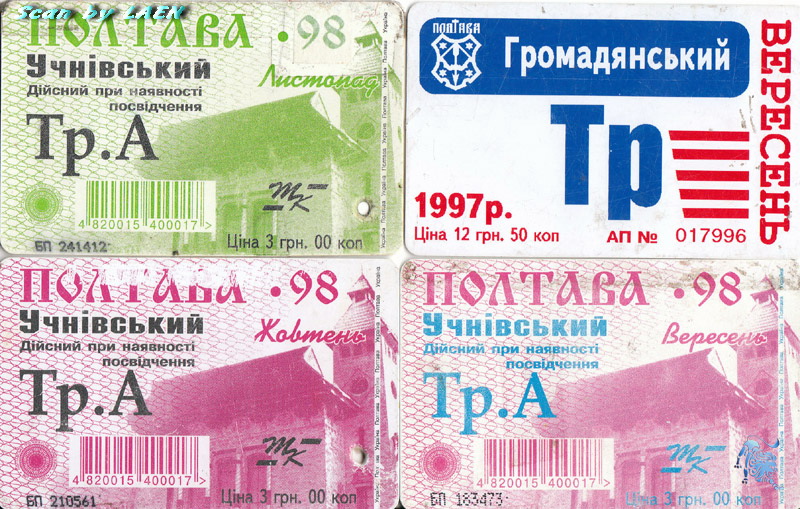 Scan by LAEN
ПОЛТАВА · 98
Учнівський
Листопад
Дійсний при наявності
посвідчення
Тр.А
4 820015 400017 >
МК
БП 241412
Ціна 3 грн. 00 коп
ПОЛТАВА
Громадянський
ВЕРЕСЕНЬ
Тр
1997р.
Ціна 12 грн. 50 коп
АП № 017996
ПОЛТАВА · 98
Учнівський
Жовтень
Дійсний при наявності
посвідчення
Тр.А
4 820015 400017 >
МК
БП 210561
Ціна 3 грн. 00 коп
ПОЛТАВА · 98
Учнівський
Вересень
Дійсний при наявності
посвідчення
Тр.А
4 820015 400017 >
МК
БП 183473
Ціна 3 грн. 00 коп